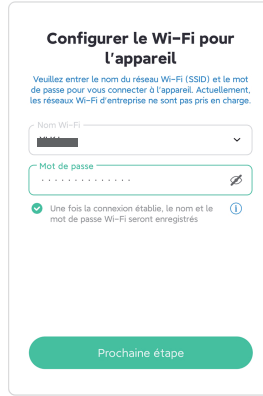 Configurer le Wi-Fi pour
l'appareil
Veuillez entrer le nom du réseau Wi-Fi (SSID) et le mot
de passe pour vous connecter à l'appareil. Actuellement,
les réseaux Wi-Fi d'entreprise ne sont pas pris en charge.
Nom Wi-Fi
Mot de passe
Une fois la connexion établie, le nom et le
mot de passe Wi-Fi seront enregistrés
Prochaine étape